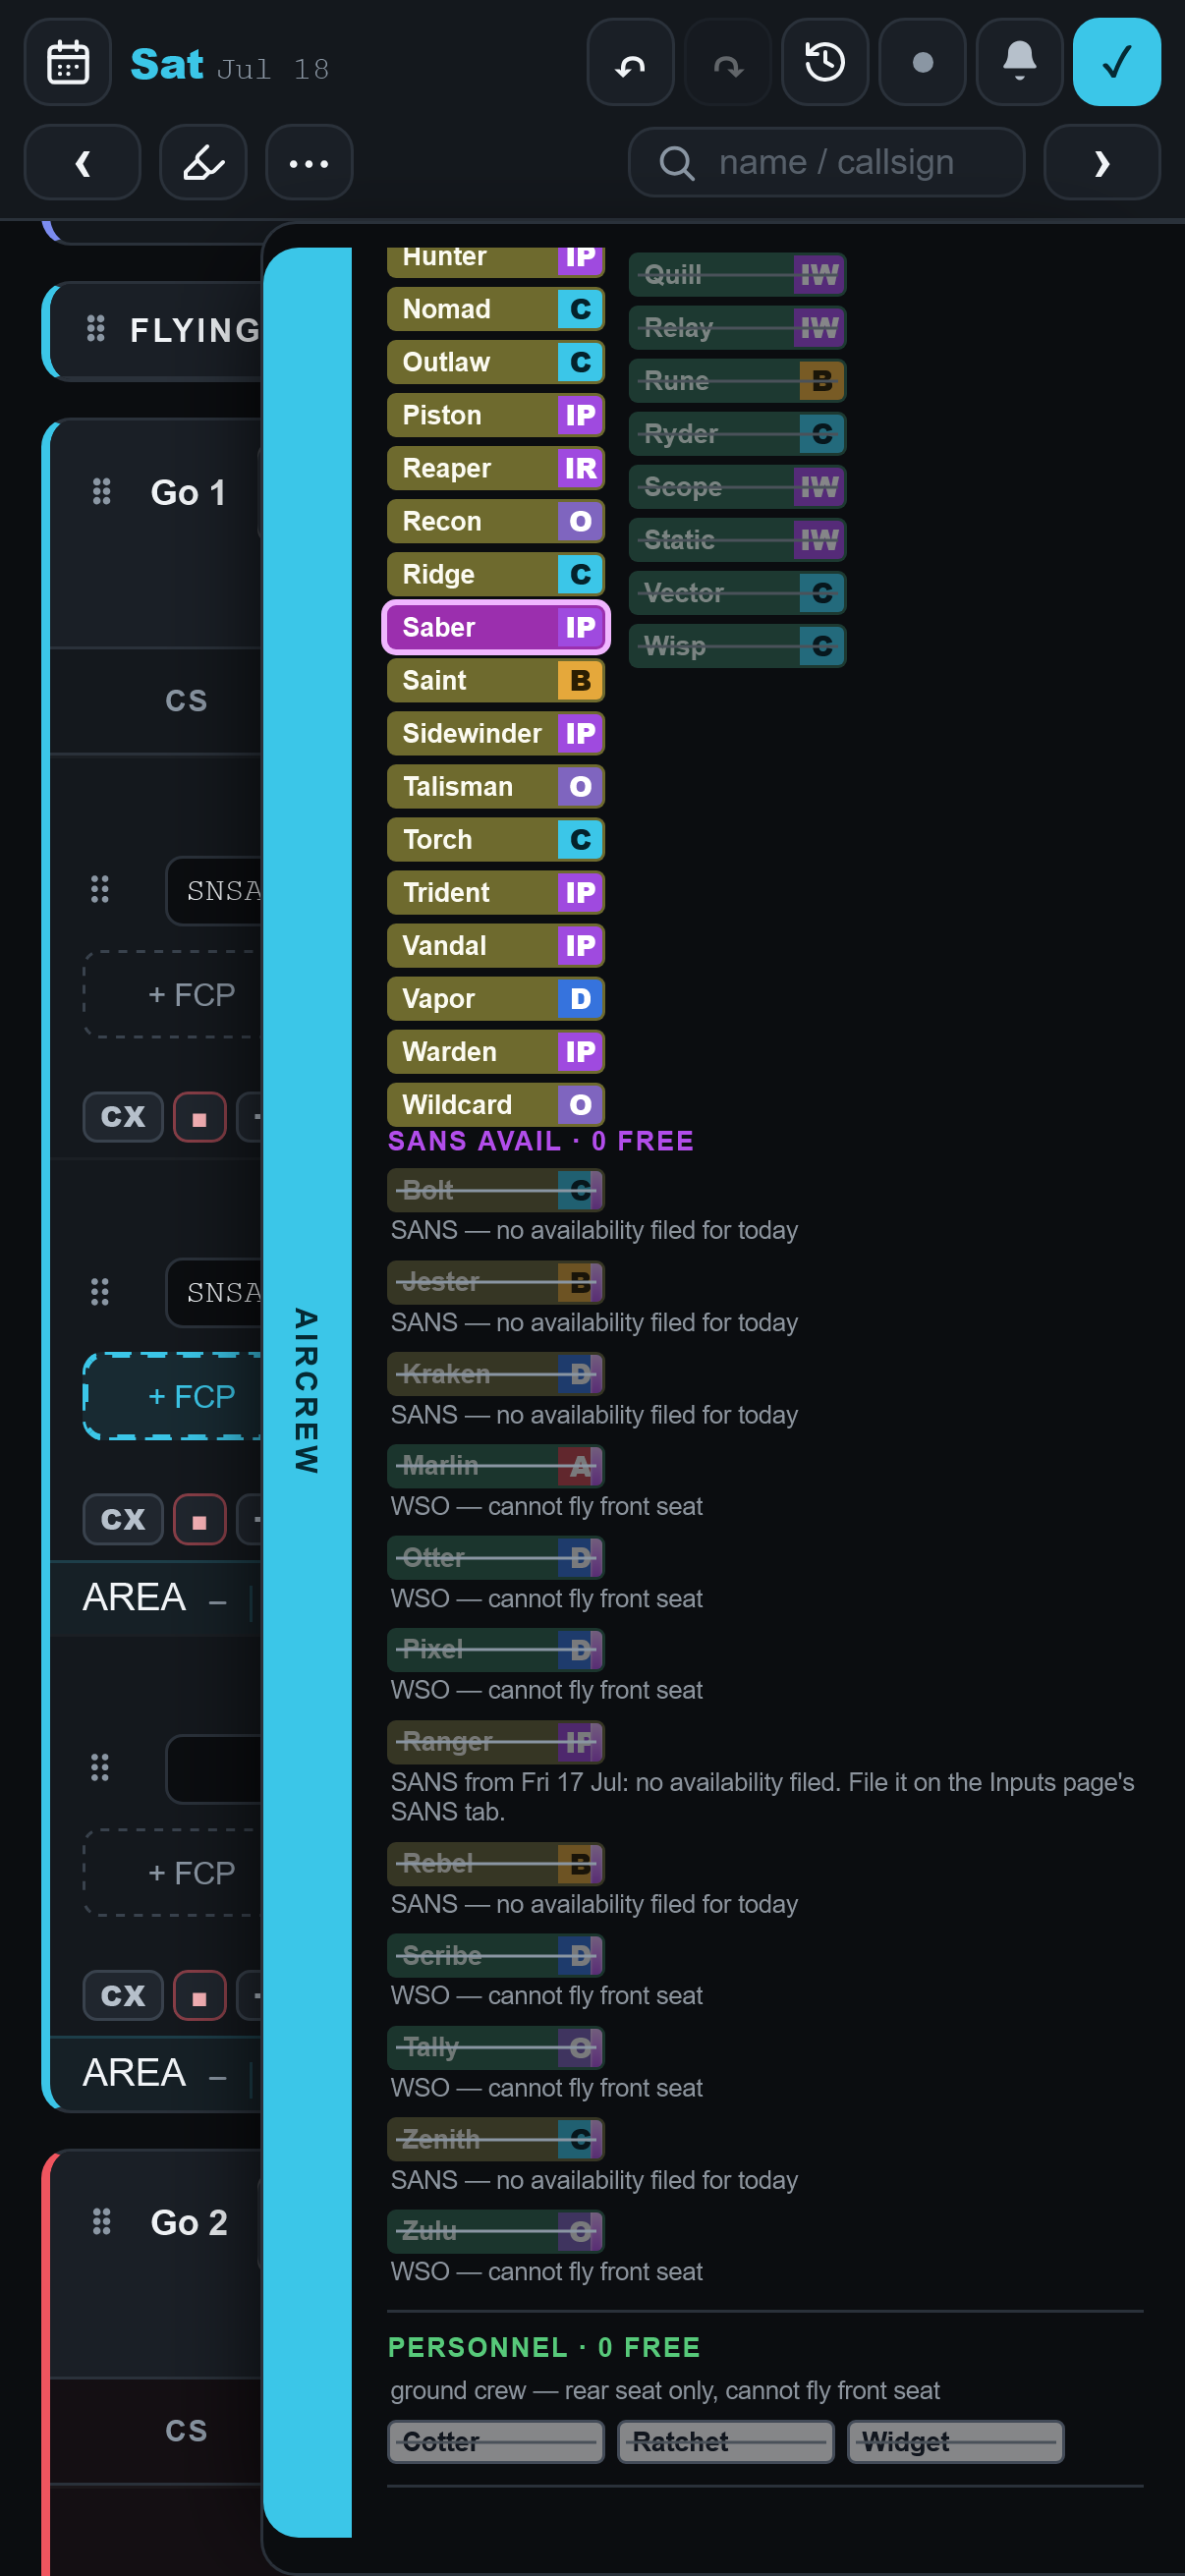 Sat Jul 18
name / callsign
FLYING
Go 1
CS
SNSA
+ FCP
CX
SNSA
+ FCP
CX
AREA –
+ FCP
CX
AREA –
Go 2
CS
AIRCREW
Hunter IP
Nomad C
Outlaw C
Piston IP
Reaper IR
Recon O
Ridge C
Saber IP
Saint B
Sidewinder IP
Talisman O
Torch C
Trident IP
Vandal IP
Vapor D
Warden IP
Wildcard O
Quill IW
Relay IW
Rune B
Ryder C
Scope IW
Static IW
Vector C
Wisp C
SANS AVAIL · 0 FREE
Bolt C
SANS — no availability filed for today
Jester B
SANS — no availability filed for today
Kraken D
SANS — no availability filed for today
Marlin A
WSO — cannot fly front seat
Otter D
WSO — cannot fly front seat
Pixel D
WSO — cannot fly front seat
Ranger IP
SANS from Fri 17 Jul: no availability filed. File it on the Inputs page's
SANS tab.
Rebel B
SANS — no availability filed for today
Scribe D
WSO — cannot fly front seat
Tally O
WSO — cannot fly front seat
Zenith C
SANS — no availability filed for today
Zulu O
WSO — cannot fly front seat
PERSONNEL · 0 FREE
ground crew — rear seat only, cannot fly front seat
Cotter Ratchet Widget